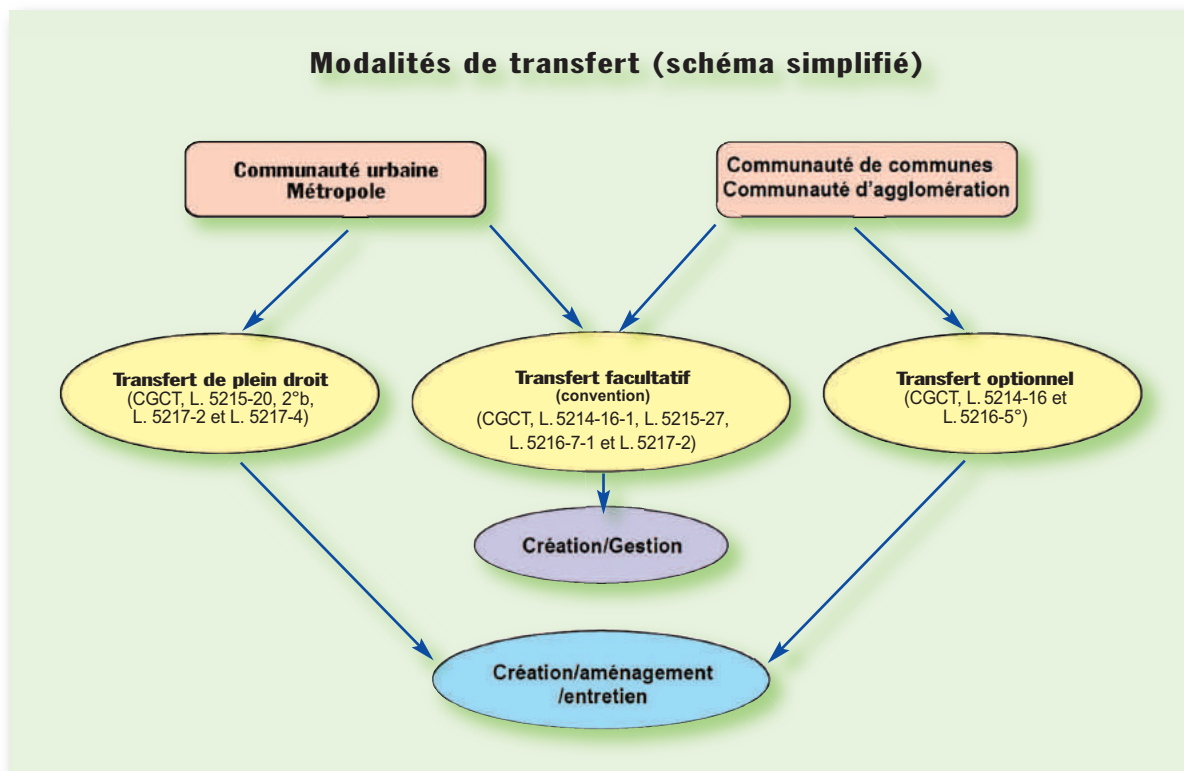 Modalités de transfert (schéma simplifié)
Communauté urbaine
Métropole
Communauté de communes
Communauté d'agglomération
Transfert de plein droit
(CGCT, L. 5215-20, 2°b,
L. 5217-2 et L. 5217-4)
Transfert facultatif
(convention)
(CGCT, L. 5214-16-1, L. 5215-27,
L. 5216-7-1 et L. 5217-2)
Transfert optionnel
(CGCT, L. 5214-16 et
L. 5216-5°)
Création/Gestion
Création/aménagement
/entretien